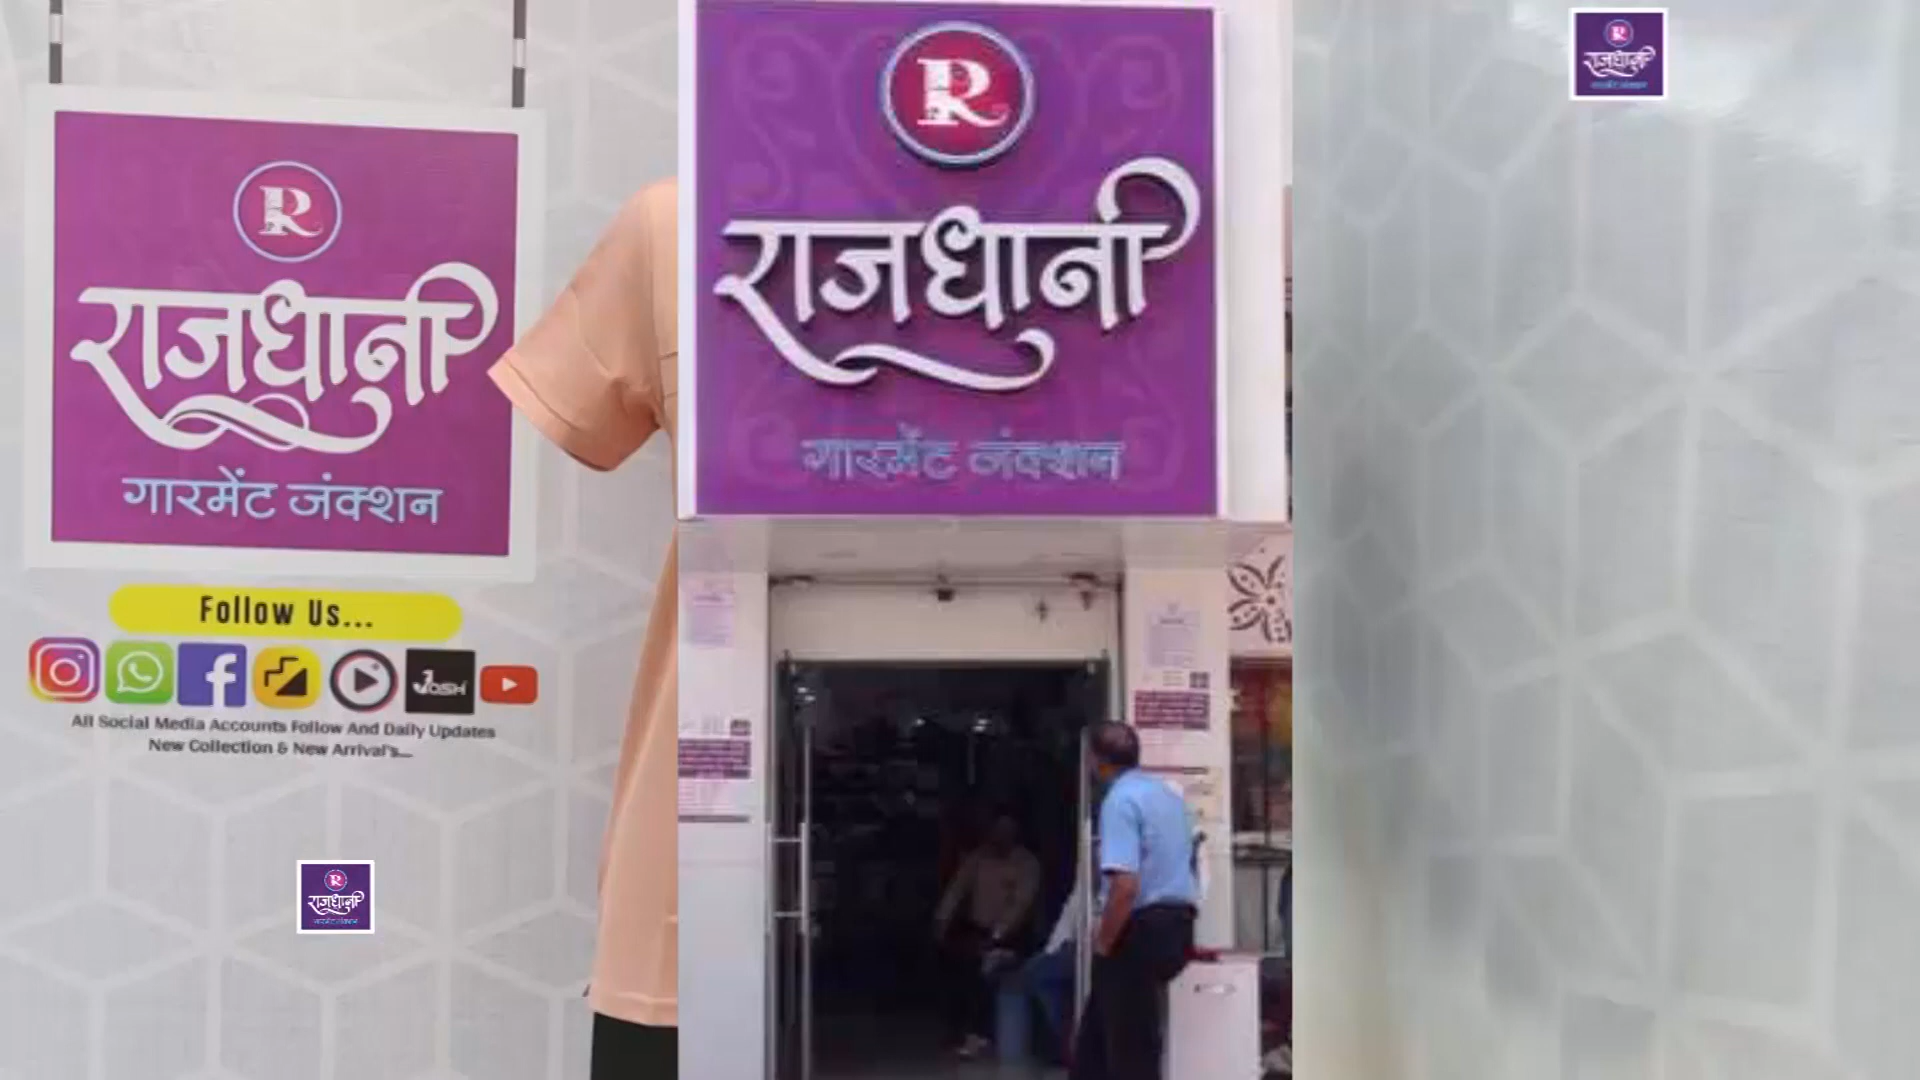 R
राजधानी
गारमेंट जंक्शन
Follow Us...
JOSH
All Social Media Accounts Follow And Daily Updates
New Collection & New Arrival's...
R
राजधानी
R
राजधानी
गारमेंट जंक्शन
R
राजधानी